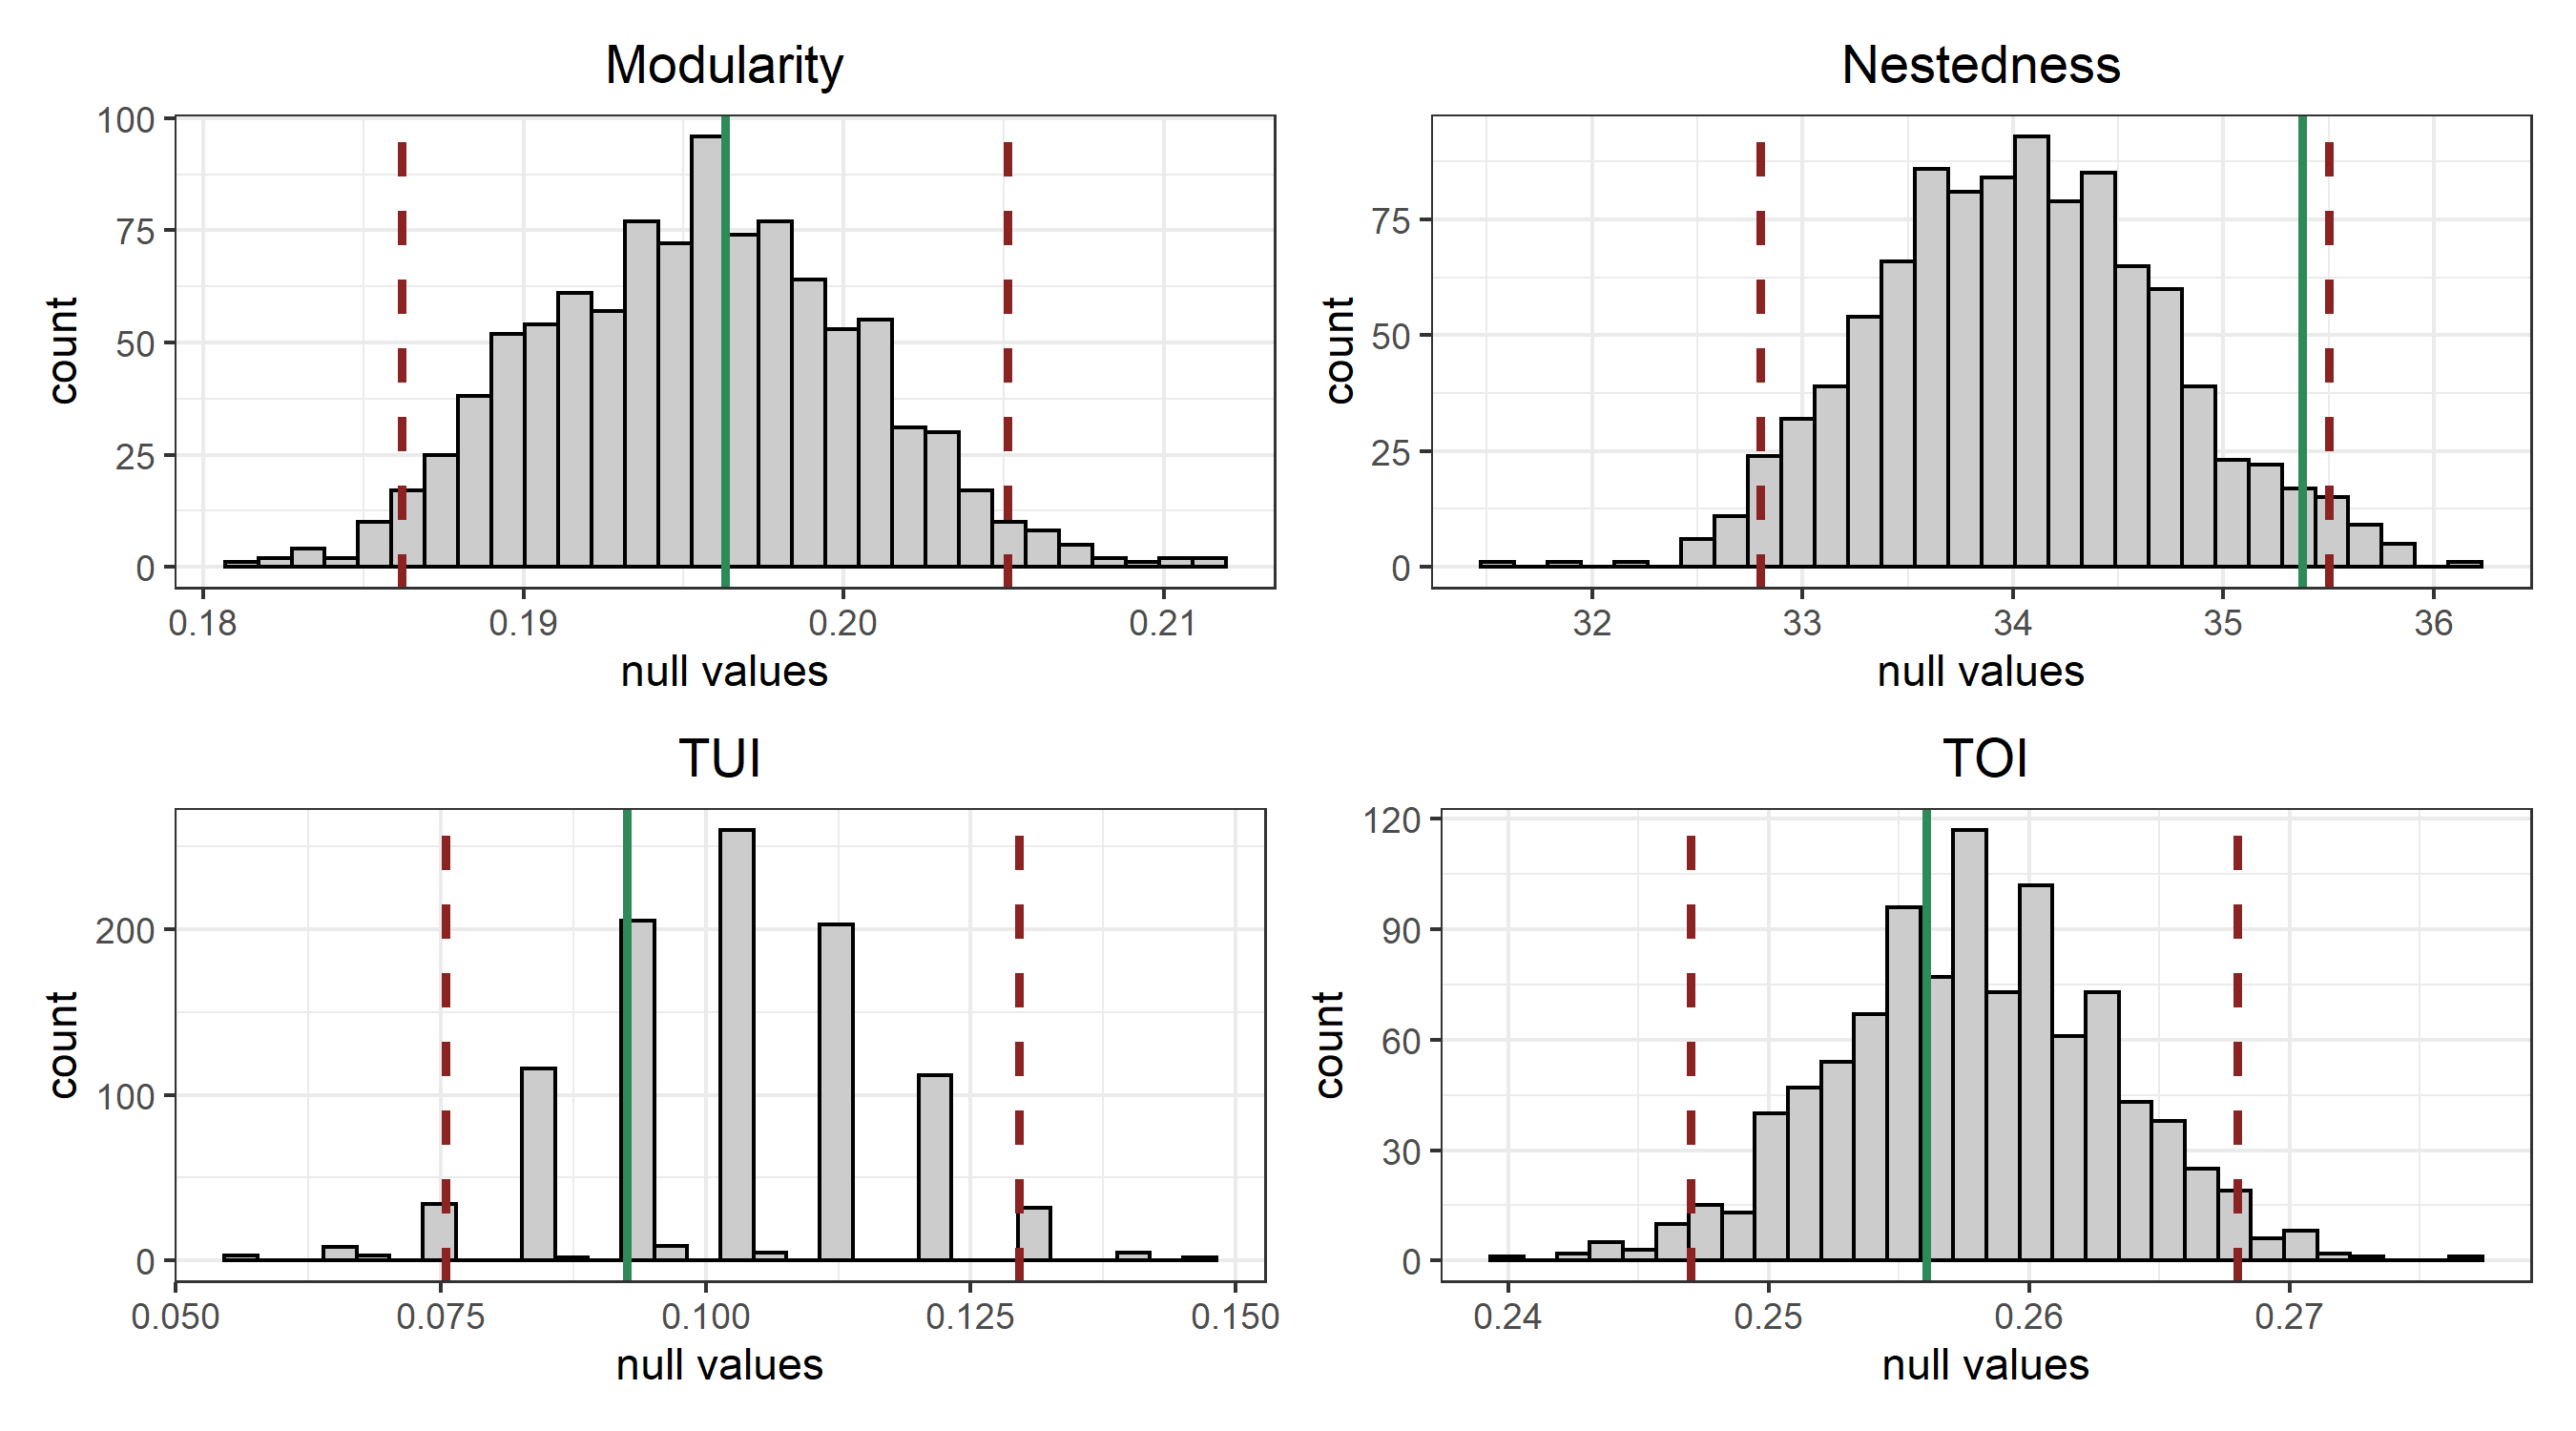 Modularity
100
75
50
25
0
count
0.18 0.19 0.20 0.21
null values
Nestedness
75
50
25
0
count
32 33 34 35 36
null values
TUI
200
100
0
count
0.050 0.075 0.100 0.125 0.150
null values
TOI
120
90
60
30
0
count
0.24 0.25 0.26 0.27
null values